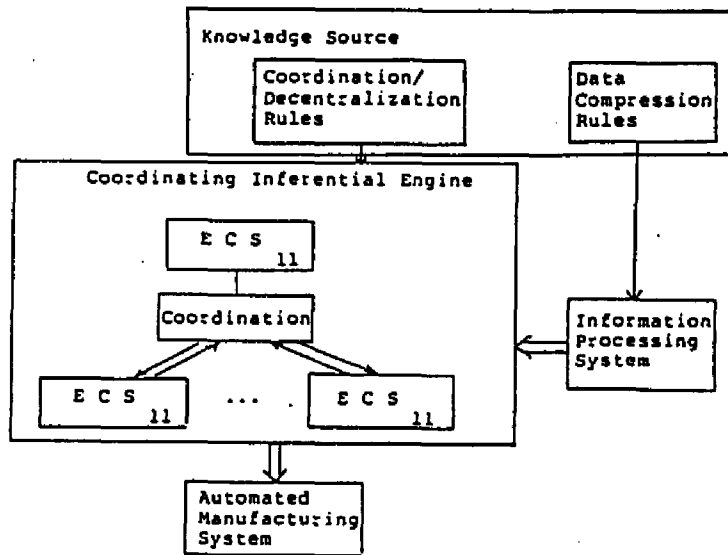 Knowledge Source
Coordination/
Decentralization
Rules
Data
Compression
Rules
Coordinating Inferential Engine
E C S
11
Coordination
E C S
11
...
E C S
11
Information
Processing
System
Automated
Manufacturing
System